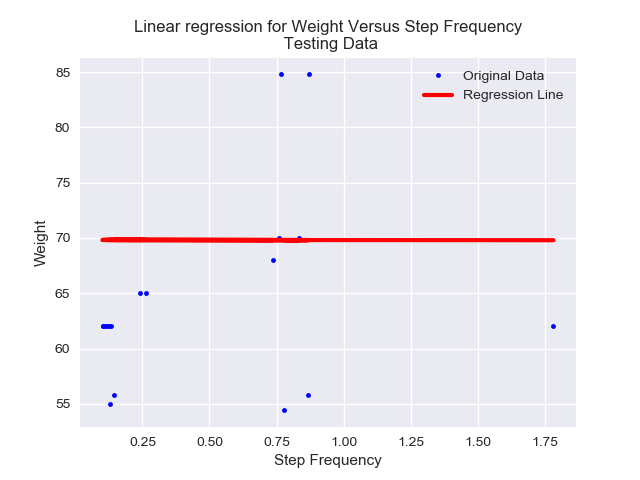 Linear regression for Weight Versus Step Frequency
Testing Data
Original Data
Regression Line
85
80
75
70
65
60
55
Weight
0.25 0.50 0.75 1.00 1.25 1.50 1.75
Step Frequency